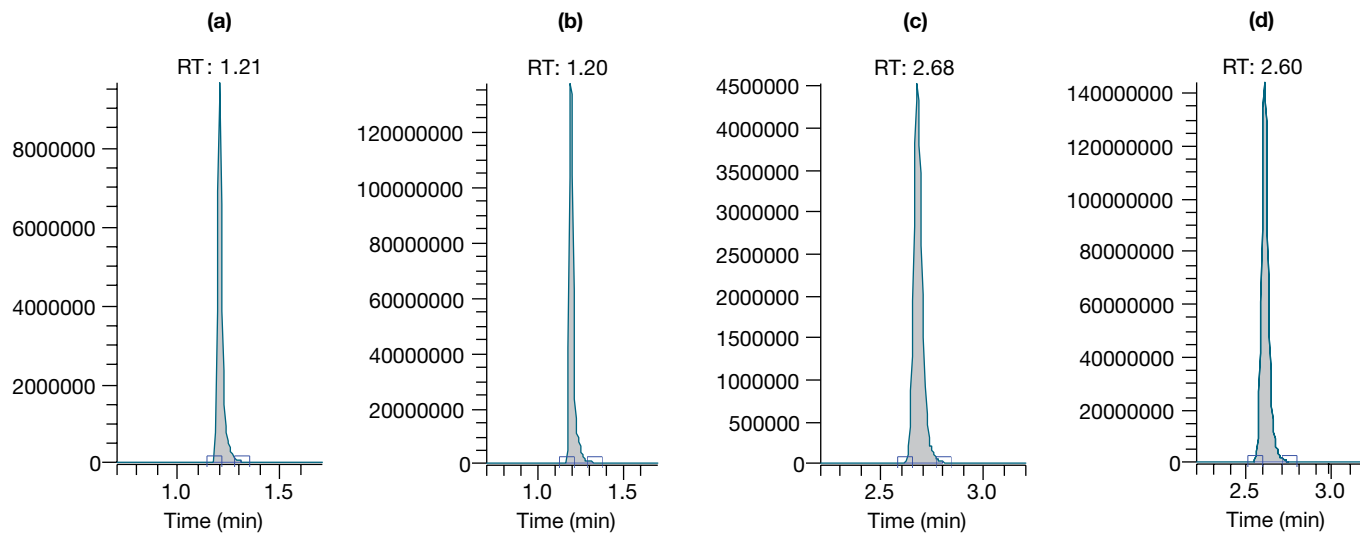 (a)
RT: 1.21
8000000
6000000
4000000
2000000
0
1.0 1.5
Time (min)
(b)
RT: 1.20
120000000
100000000
80000000
60000000
40000000
20000000
0
1.0 1.5
Time (min)
(c)
RT: 2.68
4500000
4000000
3500000
3000000
2500000
2000000
1500000
1000000
500000
0
2.5 3.0
Time (min)
(d)
RT: 2.60
140000000
120000000
100000000
80000000
60000000
40000000
20000000
0
2.5 3.0
Time (min)